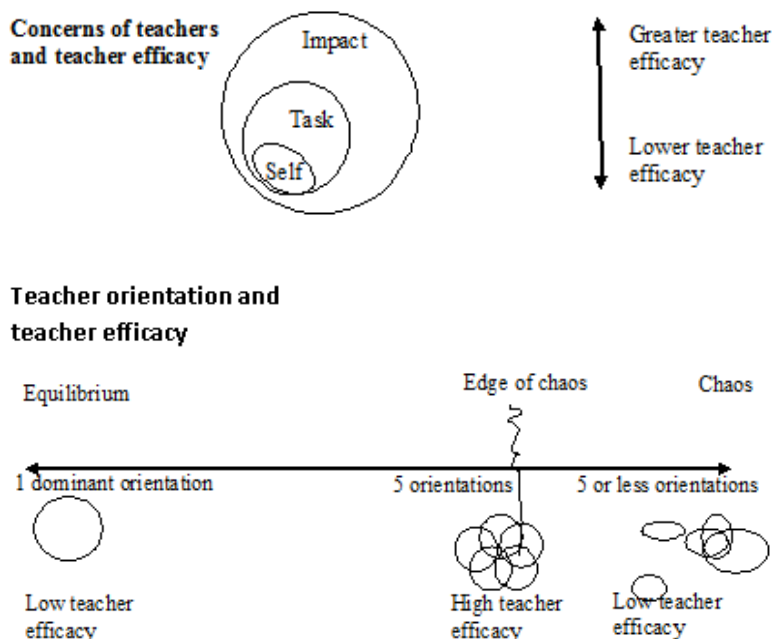 Concerns of teachers
and teacher efficacy
Impact
Task
Self
Greater teacher
efficacy
Lower teacher
efficacy
Teacher orientation and
teacher efficacy
Equilibrium
Edge of chaos
Chaos
1 dominant orientation
5 orientations
5 or less orientations
Low teacher
efficacy
High teacher
efficacy
Low teacher
efficacy